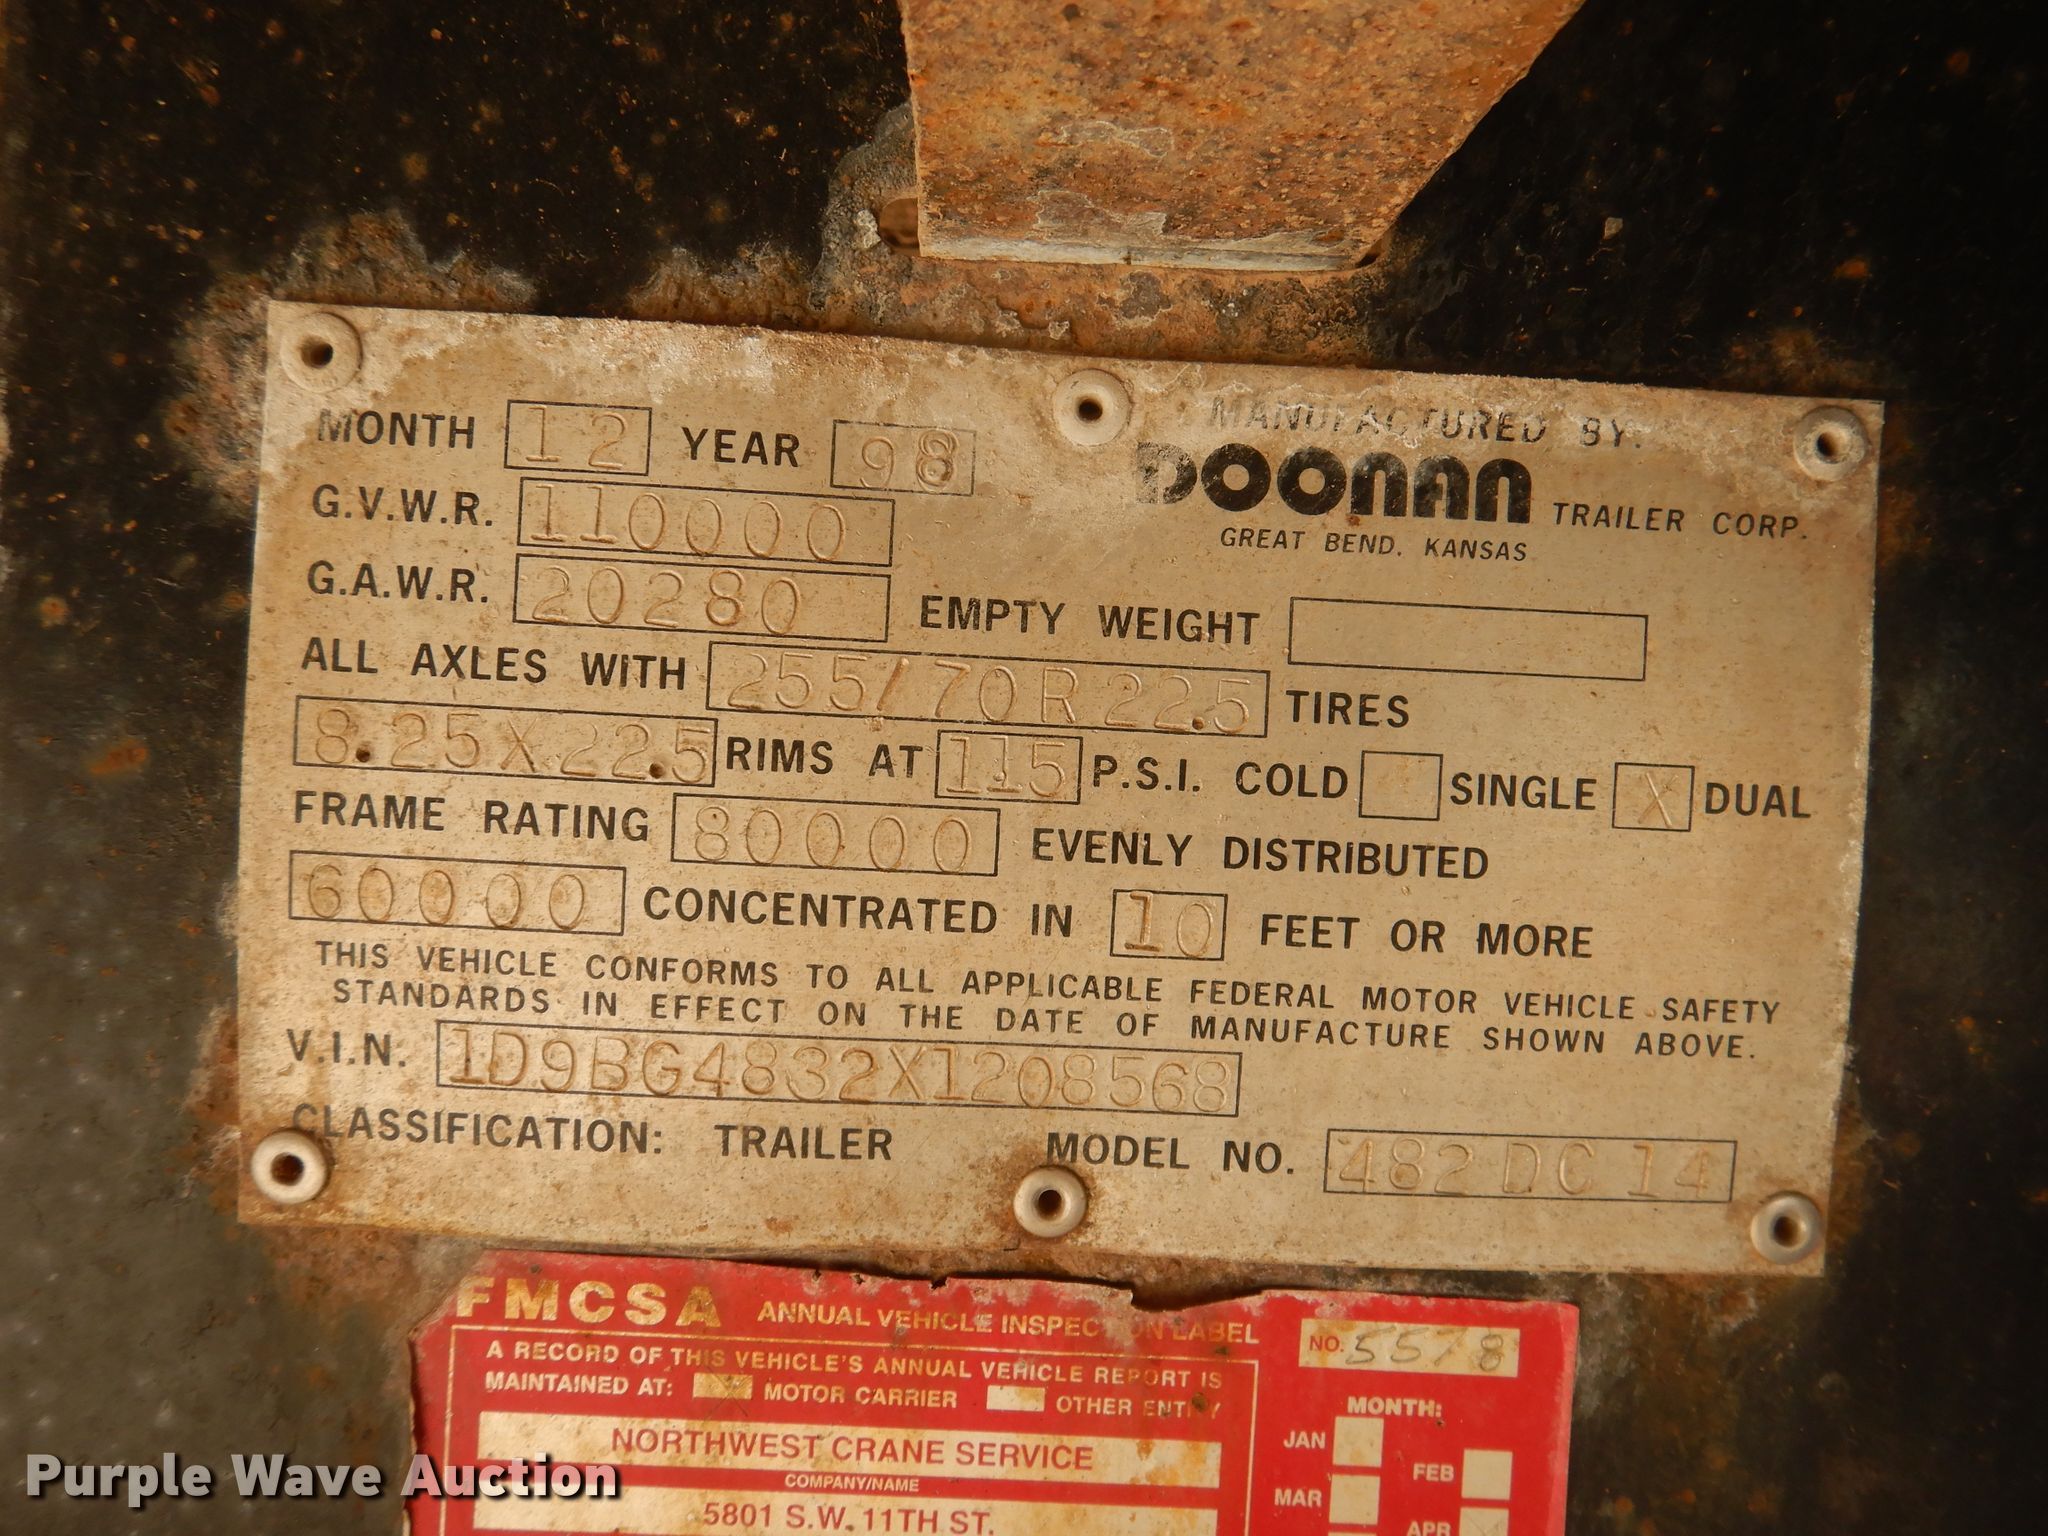 MONTH 12 YEAR 98
MANUFACTURED BY:
DOONAN TRAILER CORP.
GREAT BEND, KANSAS
G.V.W.R. 110000
G.A.W.R. 20280 EMPTY WEIGHT
ALL AXLES WITH 255/70R22.5 TIRES
8.25X22.5 RIMS AT 115 P.S.I. COLD SINGLE X DUAL
FRAME RATING 80000 EVENLY DISTRIBUTED
60000 CONCENTRATED IN 10 FEET OR MORE
THIS VEHICLE CONFORMS TO ALL APPLICABLE FEDERAL MOTOR VEHICLE SAFETY
STANDARDS IN EFFECT ON THE DATE OF MANUFACTURE SHOWN ABOVE.
V.I.N. 1D9BG4832X1208568
CLASSIFICATION: TRAILER MODEL NO. 482DC14
FMCSA ANNUAL VEHICLE INSPECTION LABEL
NO. 5578
A RECORD OF THIS VEHICLE'S ANNUAL VEHICLE REPORT IS
MAINTAINED AT: X MOTOR CARRIER OTHER ENTITY
MONTH:
NORTHWEST CRANE SERVICE
COMPANY/NAME
5801 S.W. 11TH ST.
JAN
FEB
MAR
APR
Purple Wave Auction